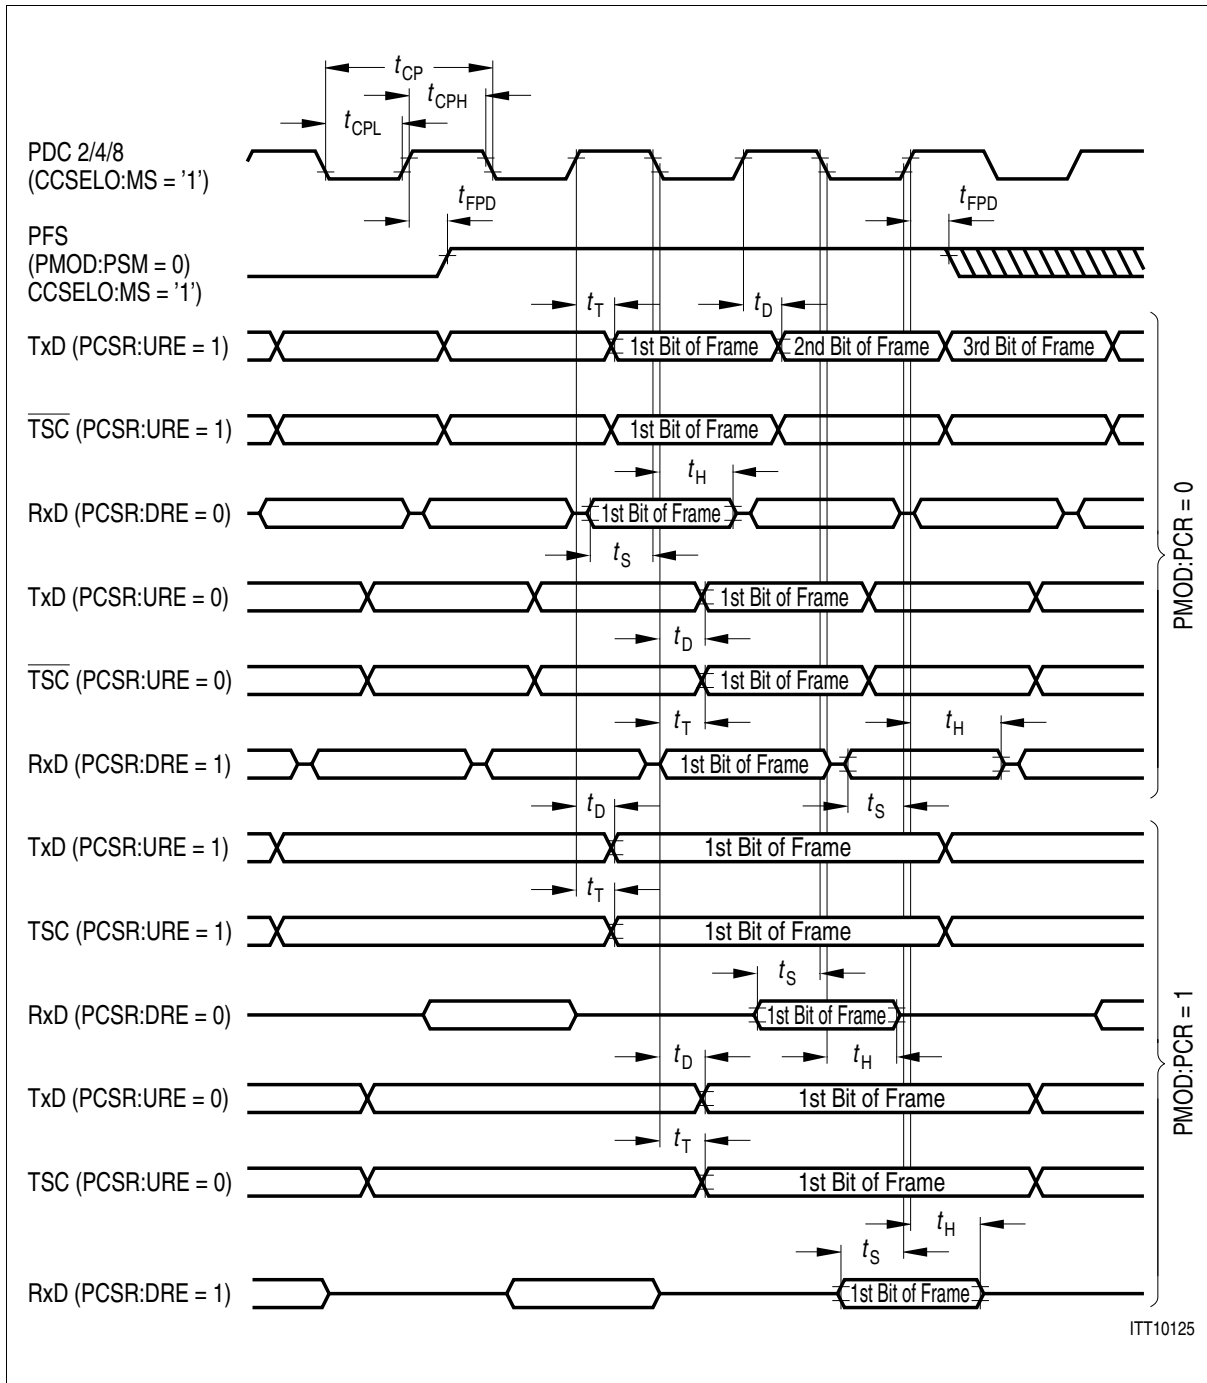 tCP
tCPH
tCPL
PDC 2/4/8
(CCSELO:MS = '1')
tFPD
tFPD
PFS
(PMOD:PSM = 0)
CCSELO:MS = '1')
tT
tD
TxD (PCSR:URE = 1)
1st Bit of Frame
2nd Bit of Frame
3rd Bit of Frame
TSC (PCSR:URE = 1)
1st Bit of Frame
tH
RxD (PCSR:DRE = 0)
1st Bit of Frame
tS
TxD (PCSR:URE = 0)
1st Bit of Frame
tD
TSC (PCSR:URE = 0)
1st Bit of Frame
tT
tH
RxD (PCSR:DRE = 1)
1st Bit of Frame
tD
tS
PMOD:PCR = 0
TxD (PCSR:URE = 1)
1st Bit of Frame
tT
TSC (PCSR:URE = 1)
1st Bit of Frame
tS
RxD (PCSR:DRE = 0)
1st Bit of Frame
tD
tH
TxD (PCSR:URE = 0)
1st Bit of Frame
tT
TSC (PCSR:URE = 0)
1st Bit of Frame
tH
tS
RxD (PCSR:DRE = 1)
1st Bit of Frame
PMOD:PCR = 1
ITT10125